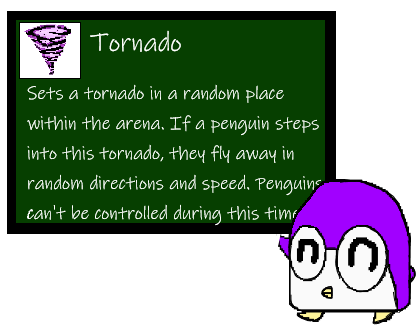 Tornado
Sets a tornado in a random place
within the arena. If a penguin steps
into this tornado, they fly away in
random directions and speed. Penguins
can't be controlled during this time